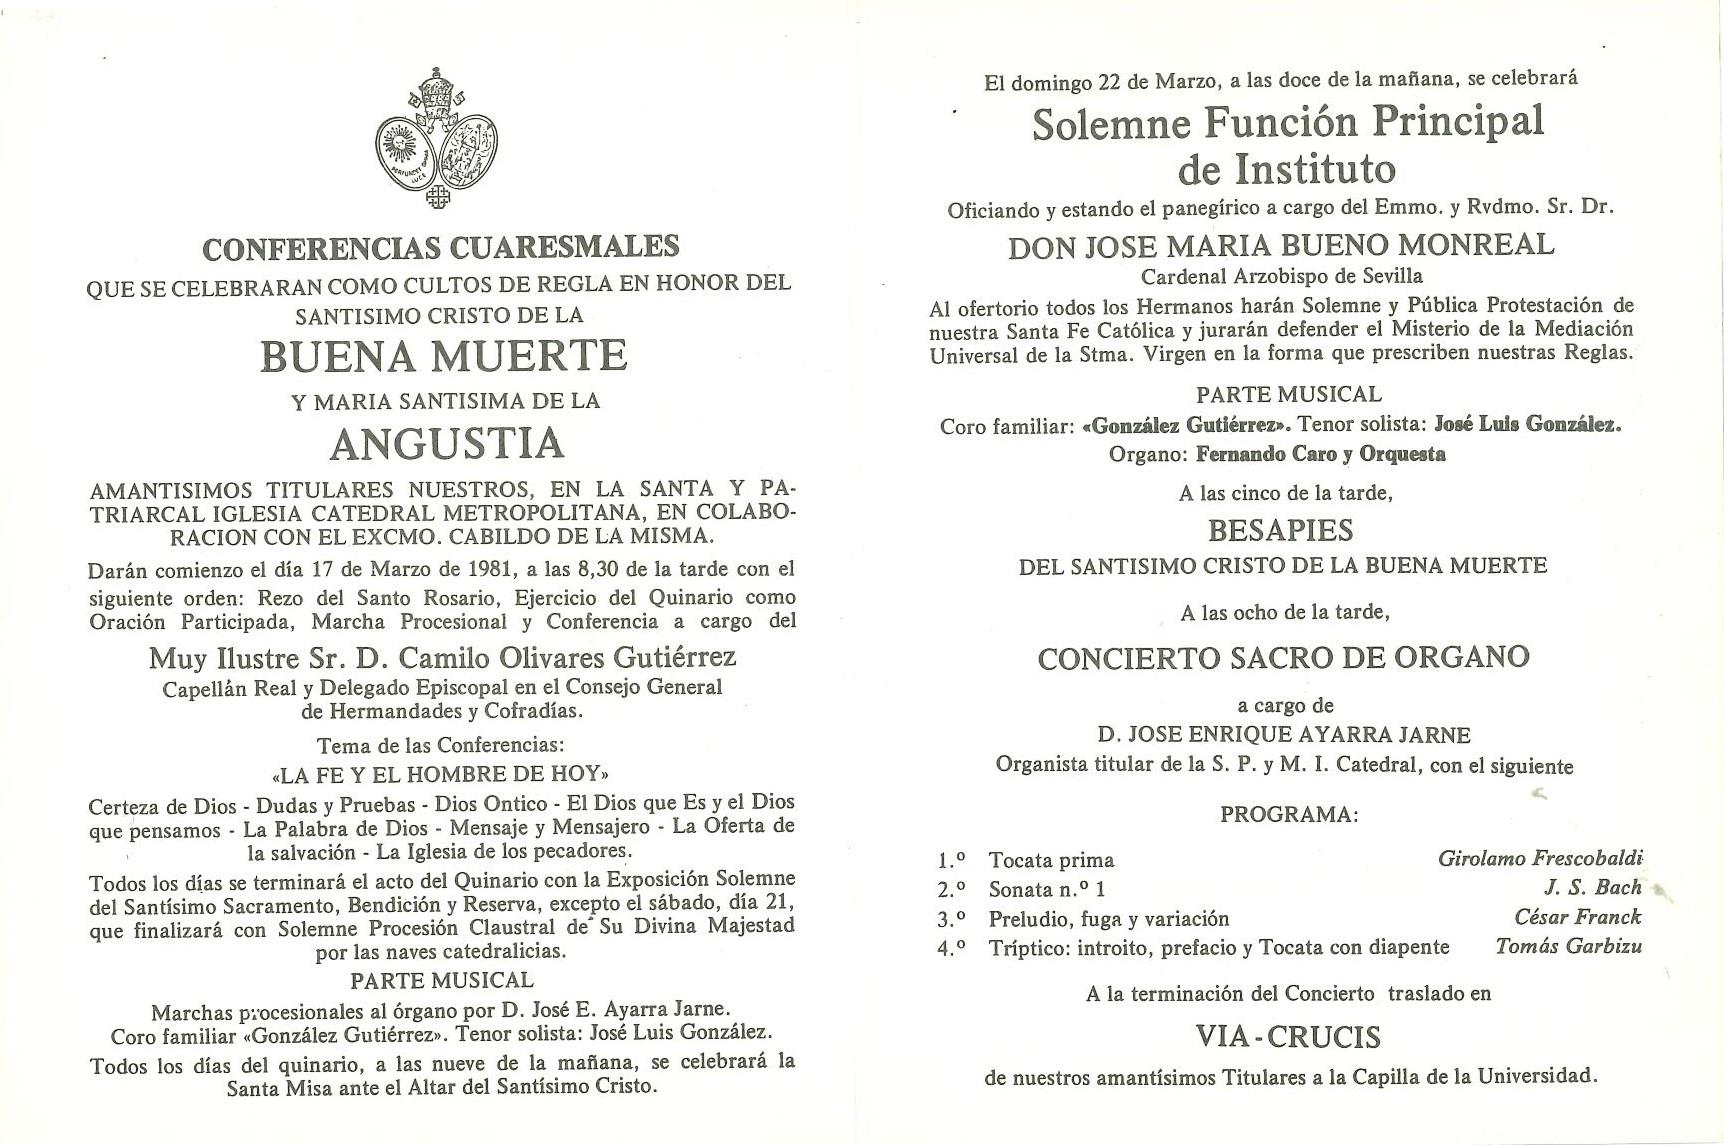 PERFUNDET OMNIA LUCE
CONFERENCIAS CUARESMALES
QUE SE CELEBRARAN COMO CULTOS DE REGLA EN HONOR DEL
SANTISIMO CRISTO DE LA
BUENA MUERTE
Y MARIA SANTISIMA DE LA
ANGUSTIA
AMANTISIMOS TITULARES NUESTROS, EN LA SANTA Y PA-
TRIARCAL IGLESIA CATEDRAL METROPOLITANA, EN COLABO-
RACION CON EL EXCMO. CABILDO DE LA MISMA.
Darán comienzo el día 17 de Marzo de 1981, a las 8,30 de la tarde con el
siguiente orden: Rezo del Santo Rosario, Ejercicio del Quinario como
Oración Participada, Marcha Procesional y Conferencia a cargo del
Muy Ilustre Sr. D. Camilo Olivares Gutiérrez
Capellán Real y Delegado Episcopal en el Consejo General
de Hermandades y Cofradías.
Tema de las Conferencias:
«LA FE Y EL HOMBRE DE HOY»
Certeza de Dios - Dudas y Pruebas - Dios Ontico - El Dios que Es y el Dios
que pensamos - La Palabra de Dios - Mensaje y Mensajero - La Oferta de
la salvación - La Iglesia de los pecadores.
Todos los días se terminará el acto del Quinario con la Exposición Solemne
del Santísimo Sacramento, Bendición y Reserva, excepto el sábado, día 21,
que finalizará con Solemne Procesión Claustral de Su Divina Majestad
por las naves catedralicias.
PARTE MUSICAL
Marchas procesionales al órgano por D. José E. Ayarra Jarne.
Coro familiar «González Gutiérrez». Tenor solista: José Luis González.
Todos los días del quinario, a las nueve de la mañana, se celebrará la
Santa Misa ante el Altar del Santísimo Cristo.
El domingo 22 de Marzo, a las doce de la mañana, se celebrará
Solemne Función Principal
de Instituto
Oficiando y estando el panegírico a cargo del Emmo. y Rvdmo. Sr. Dr.
DON JOSE MARIA BUENO MONREAL
Cardenal Arzobispo de Sevilla
Al ofertorio todos los Hermanos harán Solemne y Pública Protestación de
nuestra Santa Fe Católica y jurarán defender el Misterio de la Mediación
Universal de la Stma. Virgen en la forma que prescriben nuestras Reglas.
PARTE MUSICAL
Coro familiar: «González Gutiérrez». Tenor solista: José Luis González.
Organo: Fernando Caro y Orquesta
A las cinco de la tarde,
BESAPIES
DEL SANTISIMO CRISTO DE LA BUENA MUERTE
A las ocho de la tarde,
CONCIERTO SACRO DE ORGANO
a cargo de
D. JOSE ENRIQUE AYARRA JARNE
Organista titular de la S. P. y M. I. Catedral, con el siguiente
PROGRAMA:
1.º Tocata prima Girolamo Frescobaldi
2.º Sonata n.º 1 J. S. Bach
3.º Preludio, fuga y variación César Franck
4.º Tríptico: introito, prefacio y Tocata con diapente Tomás Garbizu
A la terminación del Concierto traslado en
VIA-CRUCIS
de nuestros amantísimos Titulares a la Capilla de la Universidad.